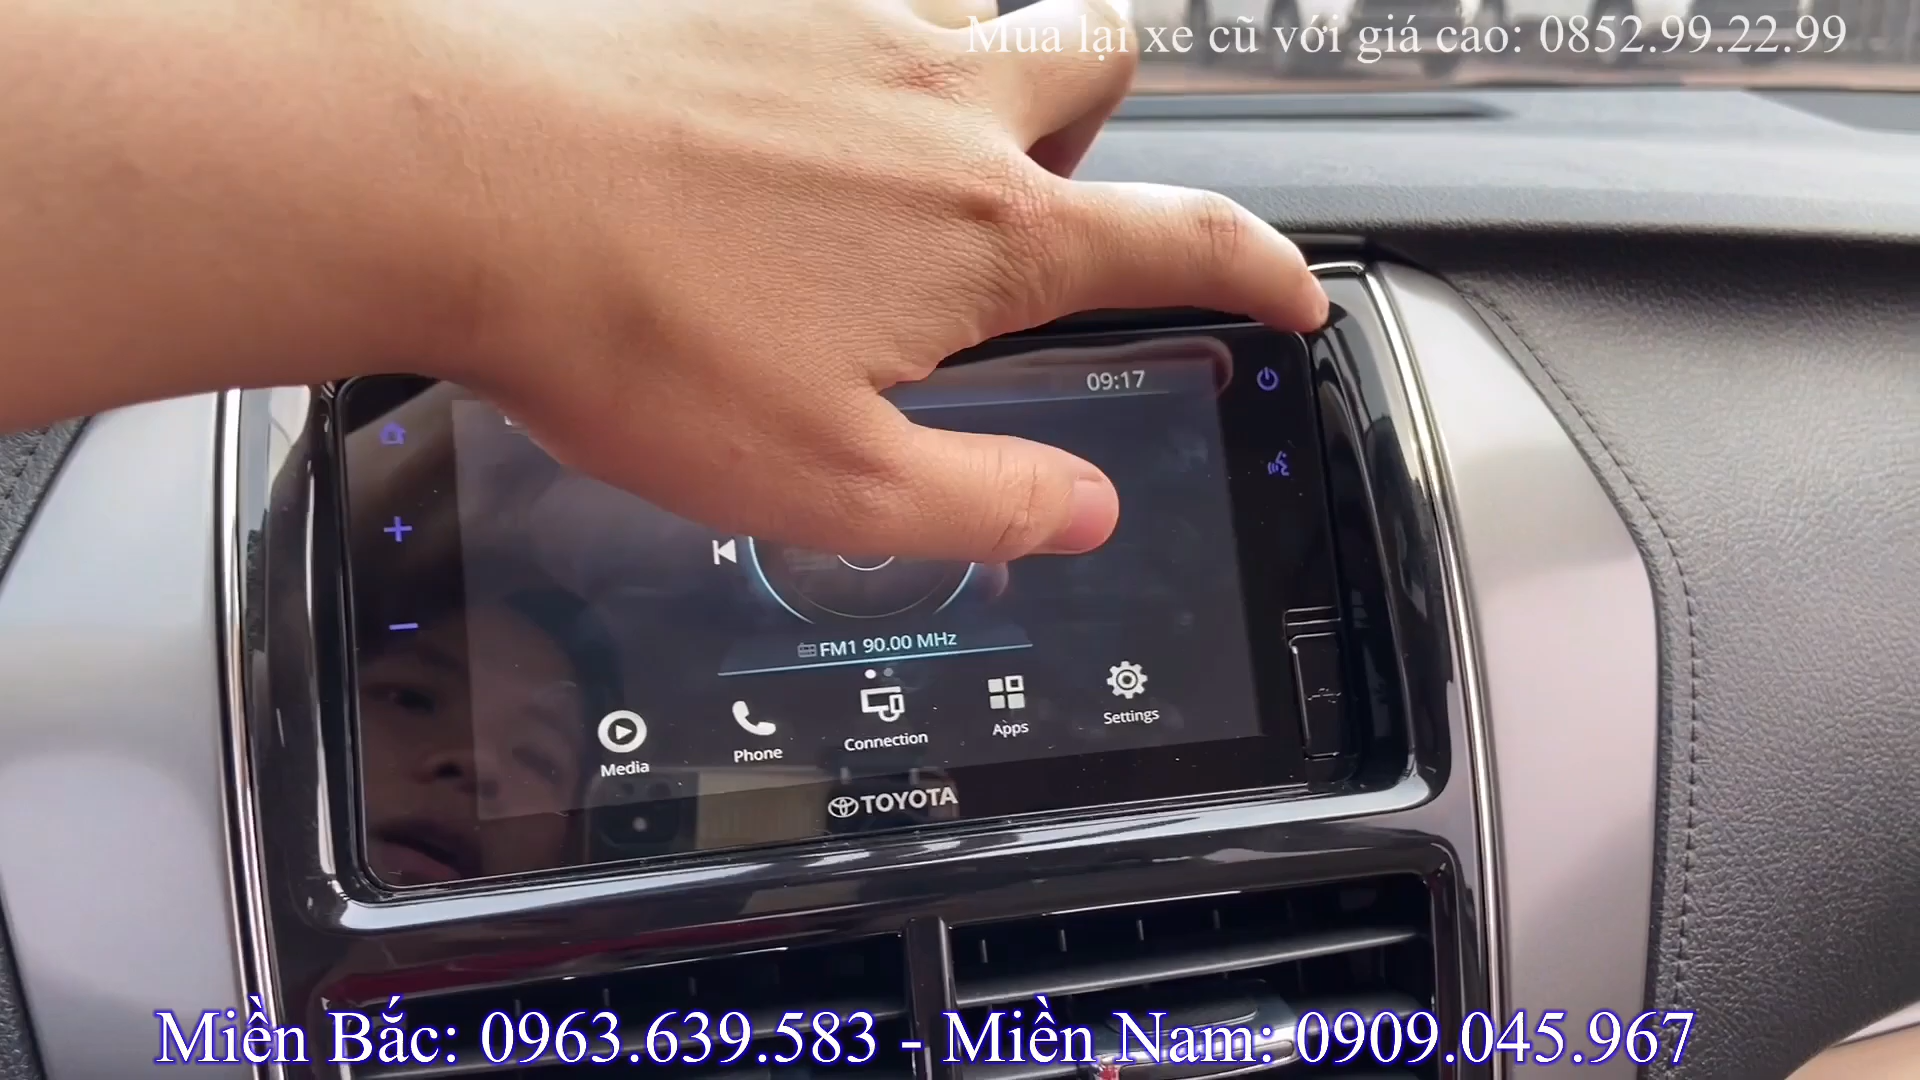 Mua lại xe cũ với giá cao: 0852.99.22.99
09:17
FM1 90.00 MHz
Media
Phone
Connection
Apps
Settings
TOYOTA
Miền Bắc: 0963.639.583 - Miền Nam: 0909.045.967